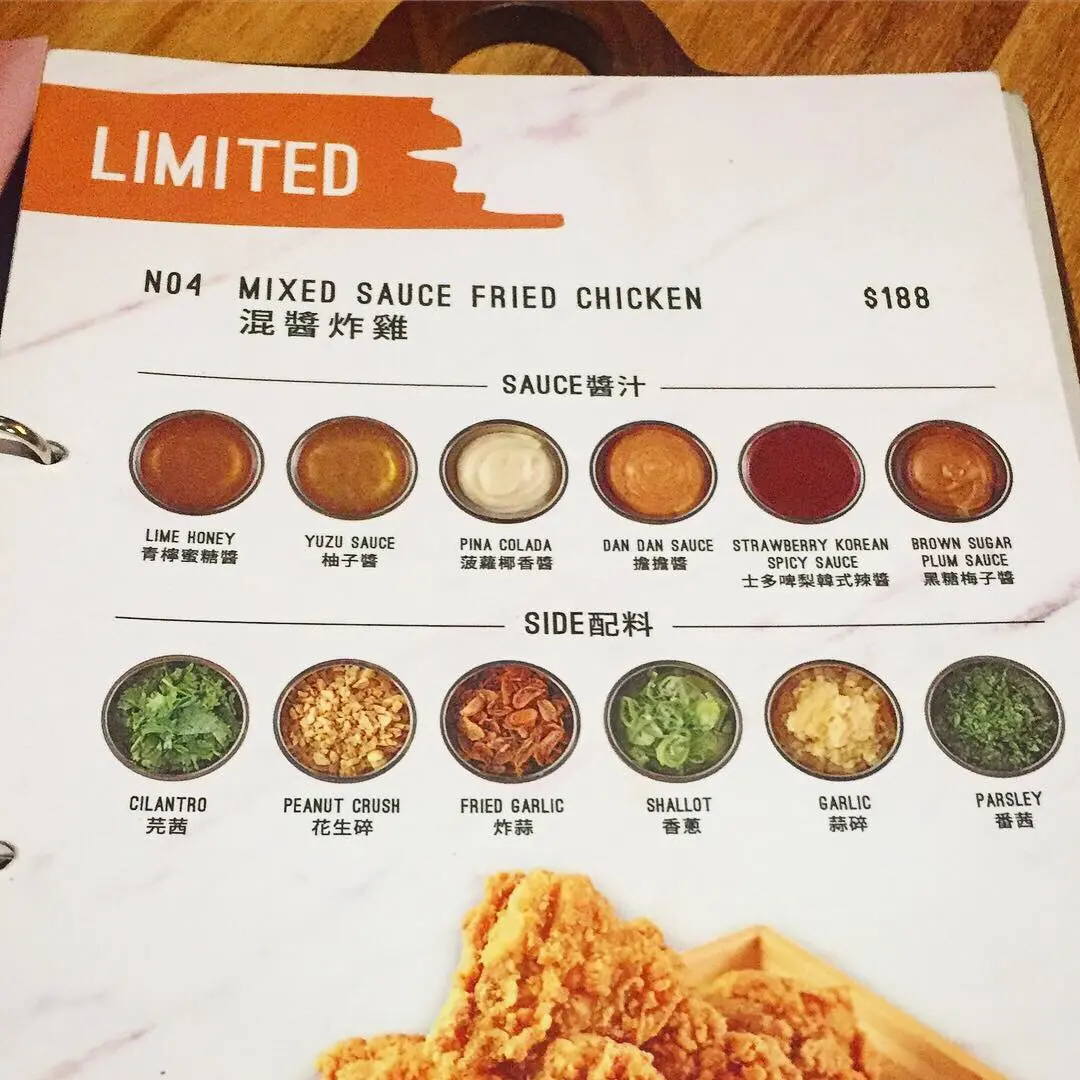 LIMITED
N04 MIXED SAUCE FRIED CHICKEN $188
混醬炸雞
SAUCE醬汁
LIME HONEY
青檸蜜糖醬
YUZU SAUCE
柚子醬
PINA COLADA
菠蘿椰香醬
DAN DAN SAUCE
擔擔醬
STRAWBERRY KOREAN
SPICY SAUCE
士多啤梨韓式辣醬
BROWN SUGAR
PLUM SAUCE
黑糖梅子醬
SIDE配料
CILANTRO
芫茜
PEANUT CRUSH
花生碎
FRIED GARLIC
炸蒜
SHALLOT
香蔥
GARLIC
蒜碎
PARSLEY
番茜